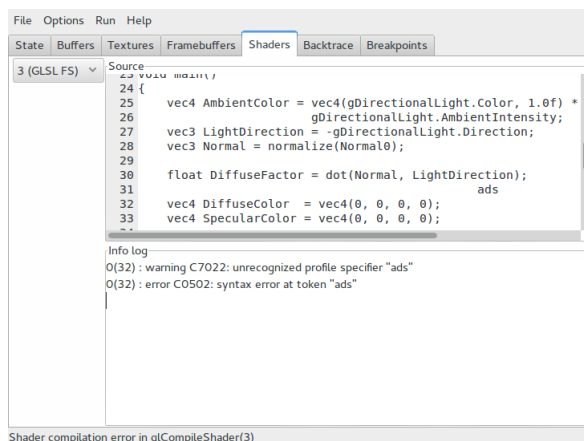 File Options Run Help
State Buffers Textures Framebuffers Shaders Backtrace Breakpoints
3 (GLSL FS)
Source
23 void main()
24 {
25 vec4 AmbientColor = vec4(gDirectionalLight.Color, 1.0f) *
26 gDirectionalLight.AmbientIntensity;
27 vec3 LightDirection = -gDirectionalLight.Direction;
28 vec3 Normal = normalize(Normal0);
29
30 float DiffuseFactor = dot(Normal, LightDirection);
31 ads
32 vec4 DiffuseColor = vec4(0, 0, 0, 0);
33 vec4 SpecularColor = vec4(0, 0, 0, 0);
Info log
0(32) : warning C7022: unrecognized profile specifier "ads"
0(32) : error C0502: syntax error at token "ads"
Shader compilation error in glCompileShader(3)